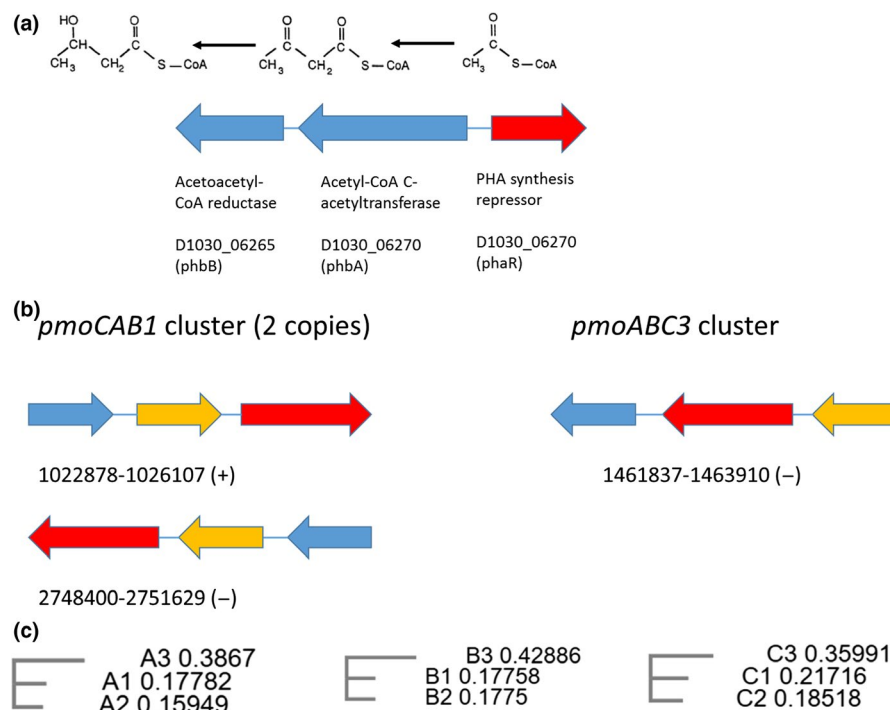 (a)
HO
CH
CH3
CH2
O
C
S—CoA
O
C
CH3
CH2
O
C
S—CoA
O
C
CH3
S—CoA
Acetoacetyl-
CoA reductase
D1030_06265
(phbB)
Acetyl-CoA C-
acetyltransferase
D1030_06270
(phbA)
PHA synthesis
repressor
D1030_06270
(phaR)
(b)
pmoCAB1 cluster (2 copies)
pmoABC3 cluster
1022878-1026107 (+)
1461837-1463910 (–)
2748400-2751629 (–)
(c)
A3 0.3867
A1 0.17782
A2 0.15949
B3 0.42886
B1 0.17758
B2 0.1775
C3 0.35991
C1 0.21716
C2 0.18518